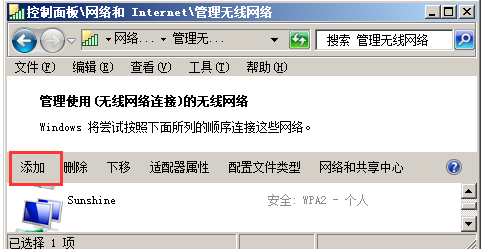 控制面板\网络和 Internet\管理无线网络
网络... 管理无... 搜索 管理无线网络
文件(F) 编辑(E) 查看(V) 工具(T) 帮助(H)
管理使用(无线网络连接)的无线网络
Windows 将尝试按照下面所列的顺序连接这些网络。
添加 删除 下移 适配器属性 配置文件类型 网络和共享中心
Sunshine 安全: WPA2 - 个人
已选择 1 项